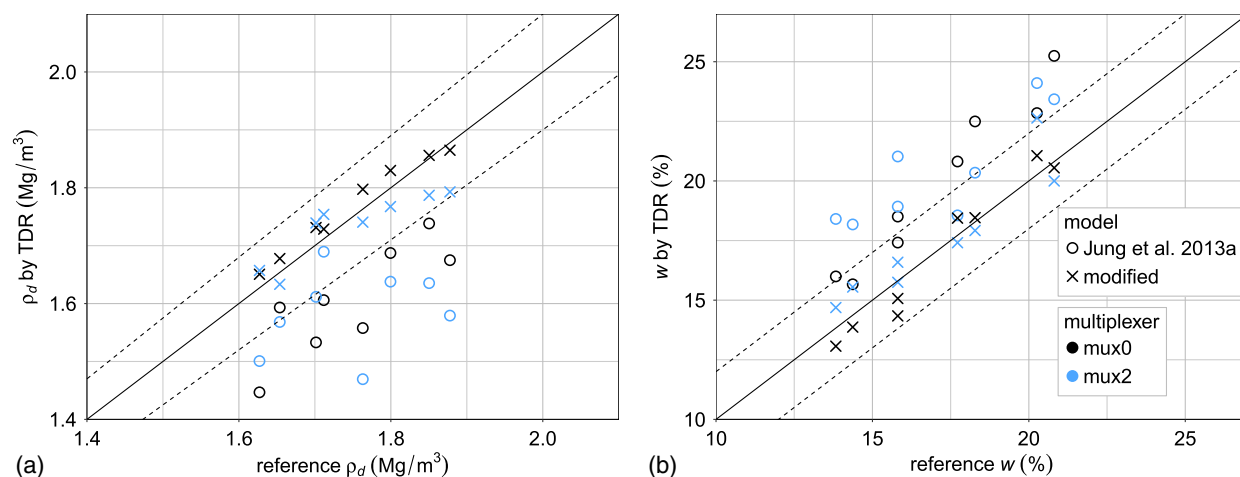 2.0
1.8
1.6
1.4
ρd by TDR (Mg/m³)
1.4 1.6 1.8 2.0
reference ρd (Mg/m³)
(a)
25
20
15
10
w by TDR (%)
10 15 20 25
reference w (%)
(b)
model
Jung et al. 2013a
modified
multiplexer
mux0
mux2